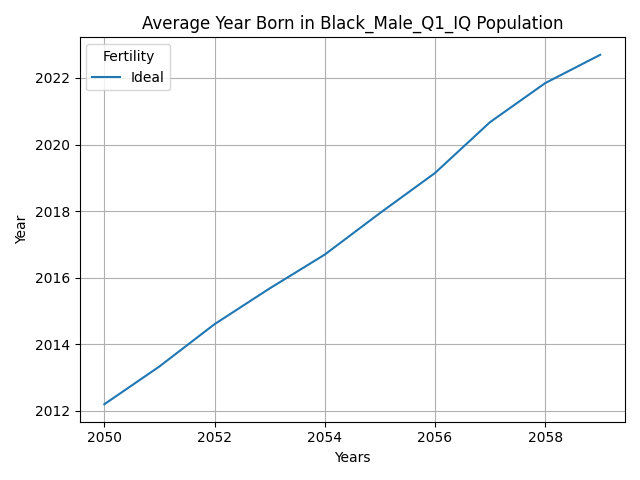 Average Year Born in Black_Male_Q1_IQ Population
Fertility
Ideal
2022
2020
2018
2016
2014
2012
Year
2050 2052 2054 2056 2058
Years